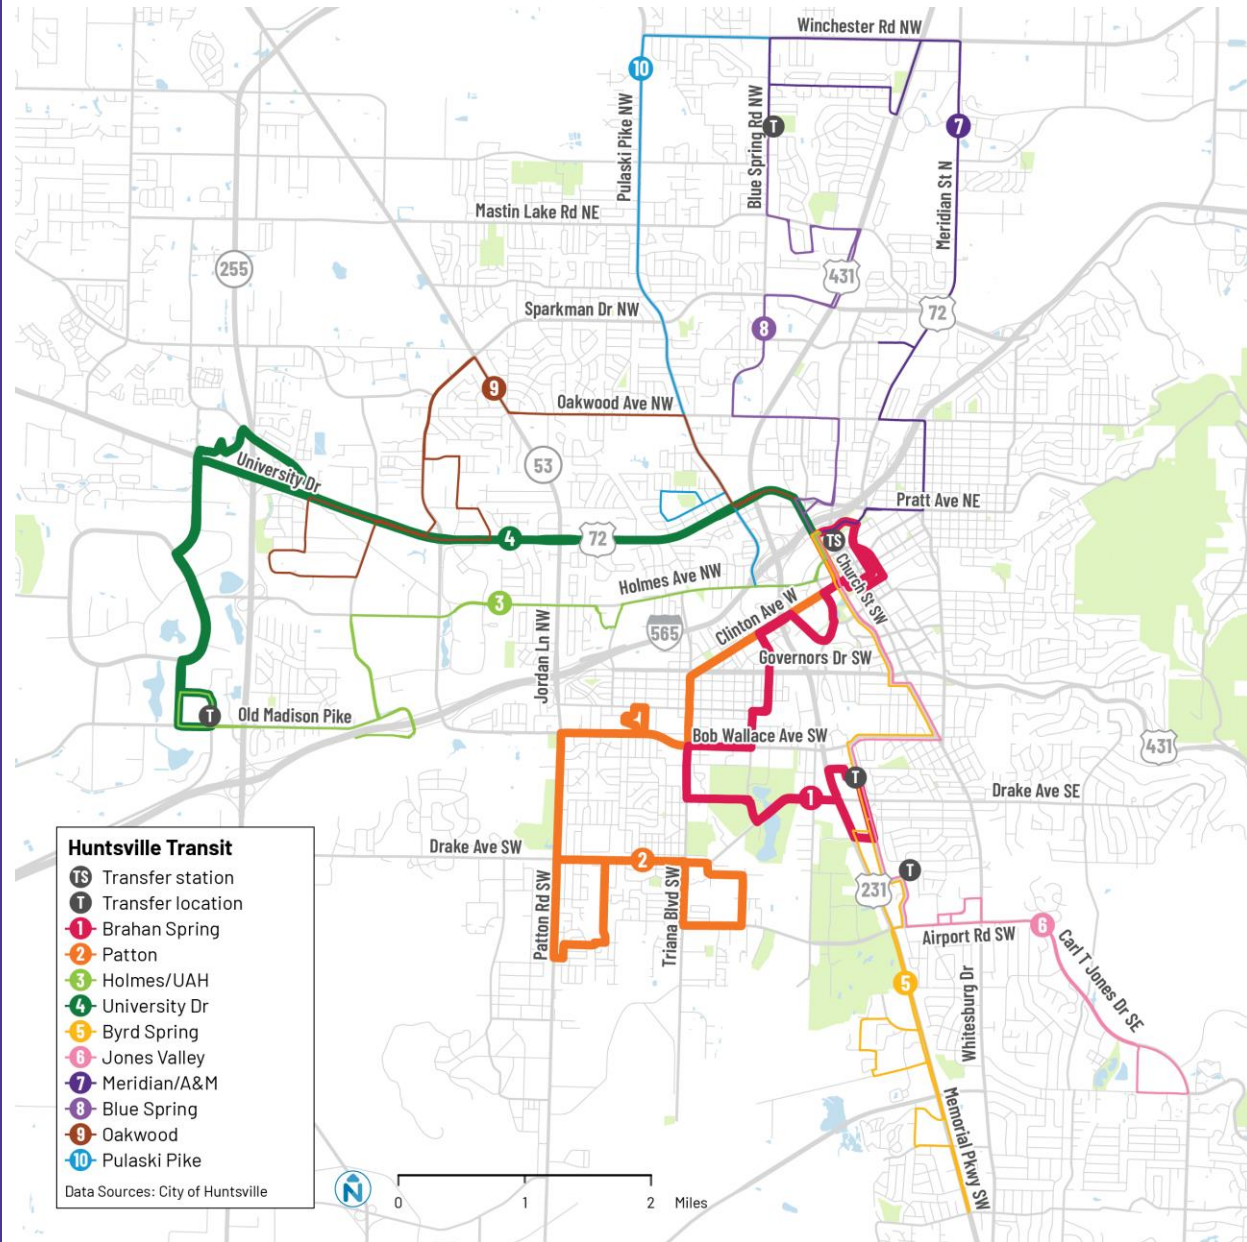 Winchester Rd NW
10
Pulaski Pike NW
Blue Spring Rd NW
T
7
Meridian St N
Mastin Lake Rd NE
255
431
Sparkman Dr NW
72
8
9
Oakwood Ave NW
University Dr
53
Pratt Ave NE
4
72
TS
Church St SW
Holmes Ave NW
3
Clinton Ave W
565
Jordan Ln NW
Governors Dr SW
T
Old Madison Pike
Bob Wallace Ave SW
431
T
1
Drake Ave SE
Drake Ave SW
2
T
231
Patton Rd SW
Triana Blvd SW
6
Airport Rd SW
Carl T Jones Dr SE
5
Whitesburg Dr
Memorial Pkwy SW
Huntsville Transit
TS Transfer station
T Transfer location
1 Brahan Spring
2 Patton
3 Holmes/UAH
4 University Dr
5 Byrd Spring
6 Jones Valley
7 Meridian/A&M
8 Blue Spring
9 Oakwood
10 Pulaski Pike
Data Sources: City of Huntsville
N
0 1 2 Miles